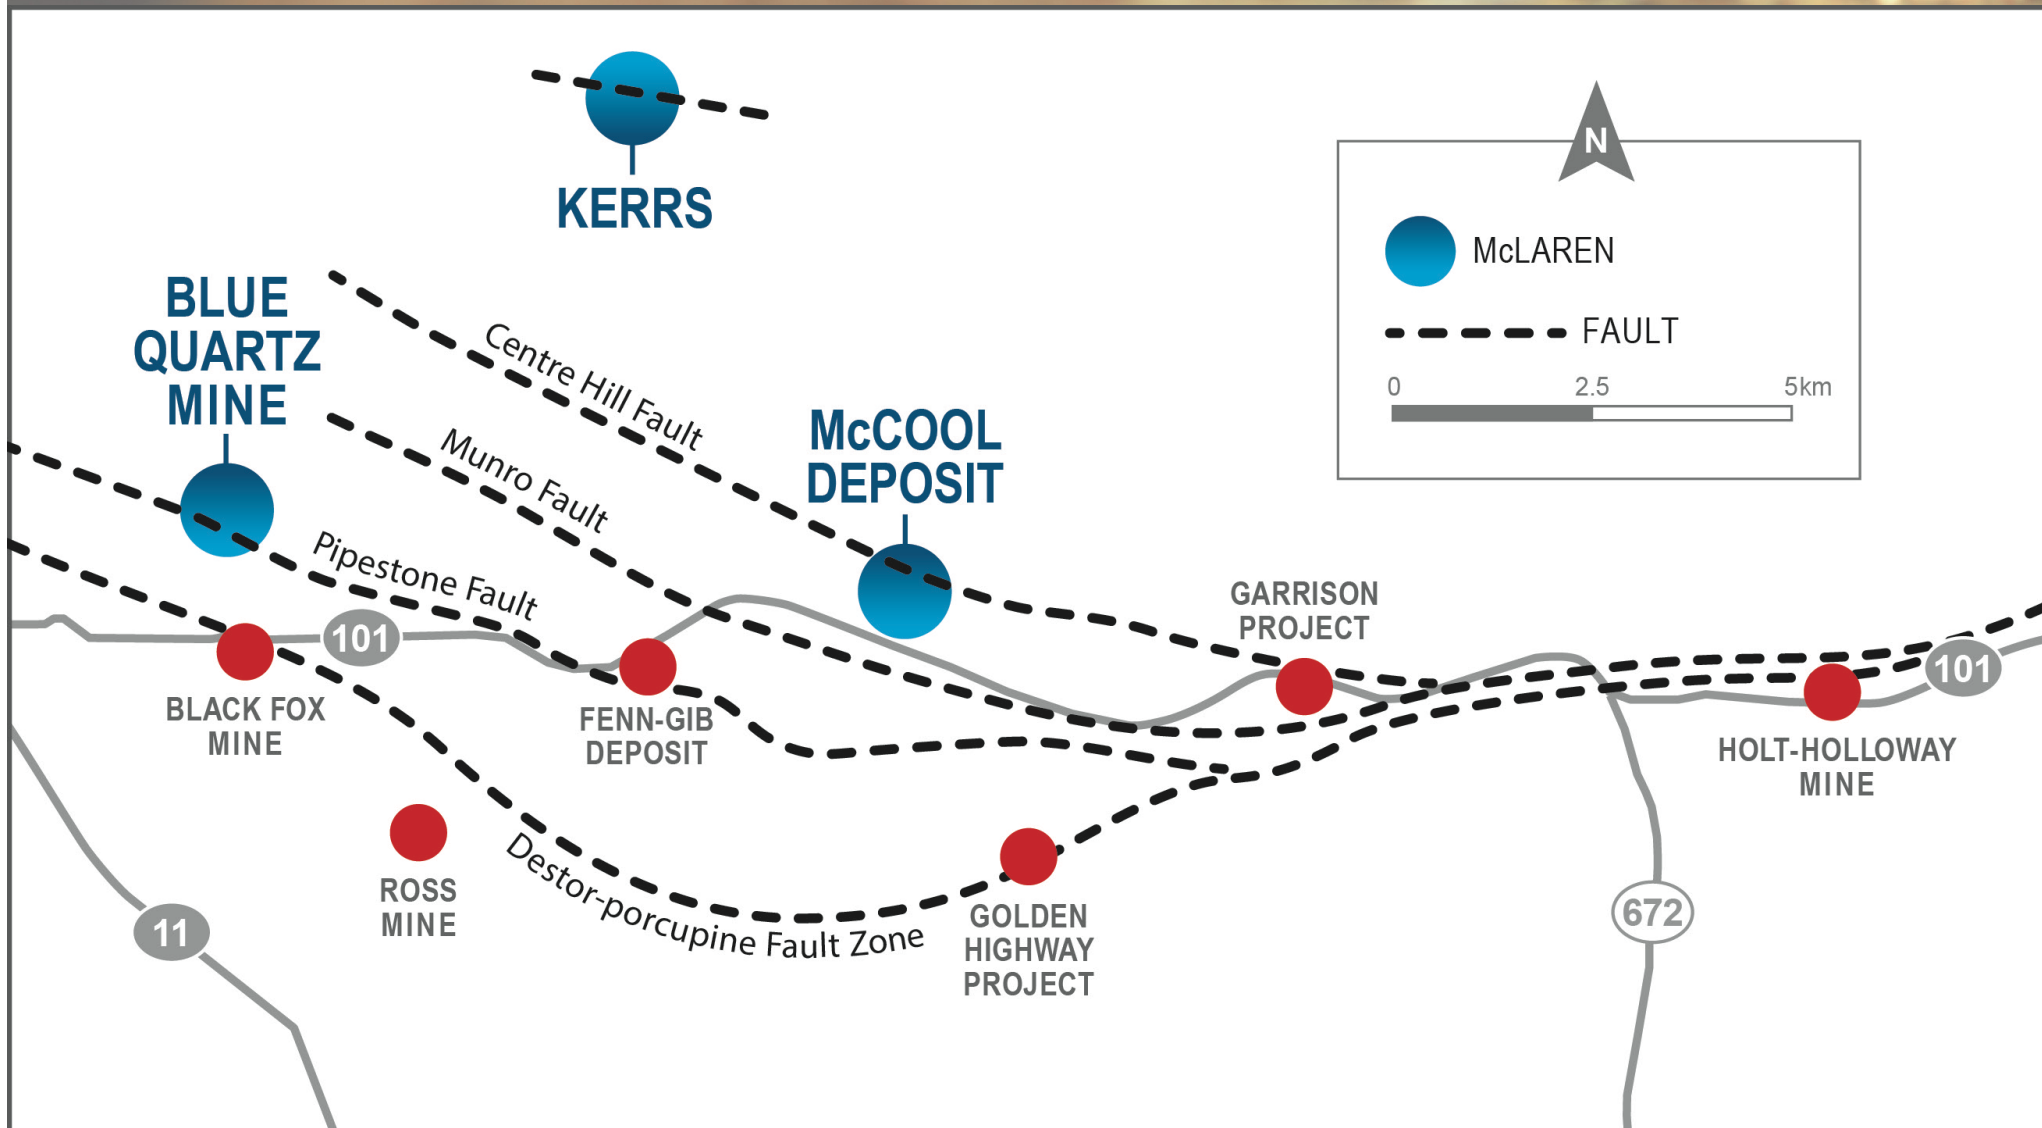 KERRS
N
McLAREN
FAULT
0 2.5 5km
BLUE
QUARTZ
MINE
Centre Hill Fault
Munro Fault
McCOOL
DEPOSIT
Pipestone Fault
GARRISON
PROJECT
101
101
BLACK FOX
MINE
FENN-GIB
DEPOSIT
HOLT-HOLLOWAY
MINE
ROSS
MINE
Destor-porcupine Fault Zone
GOLDEN
HIGHWAY
PROJECT
11
672